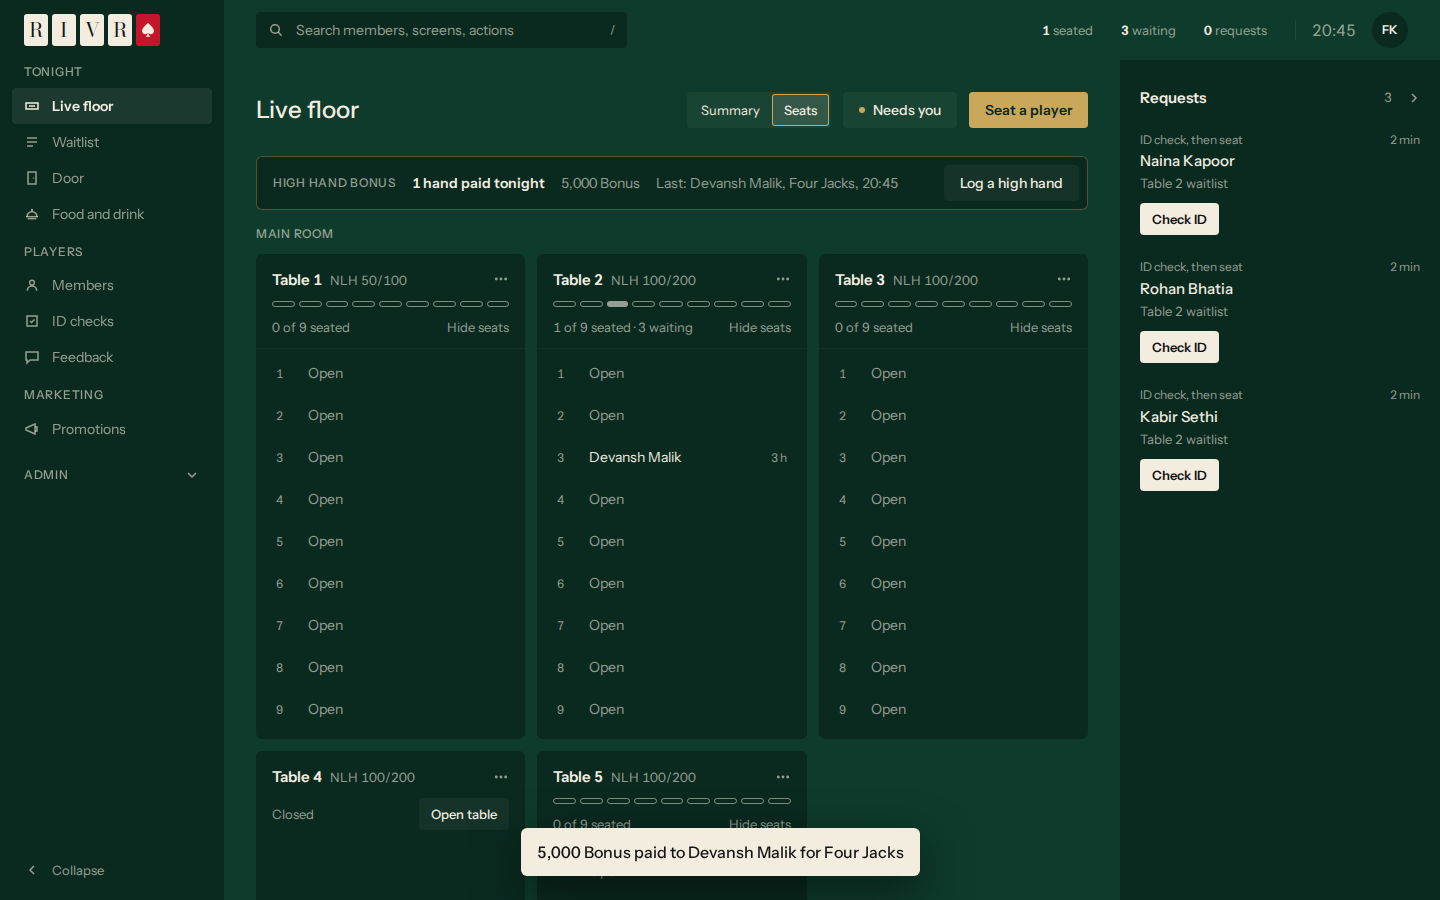 RIVR
Search members, screens, actions /
1 seated 3 waiting 0 requests 20:45 FK
TONIGHT
Live floor
Waitlist
Door
Food and drink
PLAYERS
Members
ID checks
Feedback
MARKETING
Promotions
ADMIN
Collapse
Live floor
Summary Seats Needs you Seat a player
HIGH HAND BONUS 1 hand paid tonight 5,000 Bonus Last: Devansh Malik, Four Jacks, 20:45 Log a high hand
MAIN ROOM
Table 1 NLH 50/100
0 of 9 seated Hide seats
1 Open
2 Open
3 Open
4 Open
5 Open
6 Open
7 Open
8 Open
9 Open
Table 2 NLH 100/200
1 of 9 seated · 3 waiting Hide seats
1 Open
2 Open
3 Devansh Malik 3 h
4 Open
5 Open
6 Open
7 Open
8 Open
9 Open
Table 3 NLH 100/200
0 of 9 seated Hide seats
1 Open
2 Open
3 Open
4 Open
5 Open
6 Open
7 Open
8 Open
9 Open
Table 4 NLH 100/200
Closed Open table
Table 5 NLH 100/200
0 of 9 seated Hide seats
5,000 Bonus paid to Devansh Malik for Four Jacks
Requests 3
ID check, then seat 2 min
Naina Kapoor
Table 2 waitlist
Check ID
ID check, then seat 2 min
Rohan Bhatia
Table 2 waitlist
Check ID
ID check, then seat 2 min
Kabir Sethi
Table 2 waitlist
Check ID